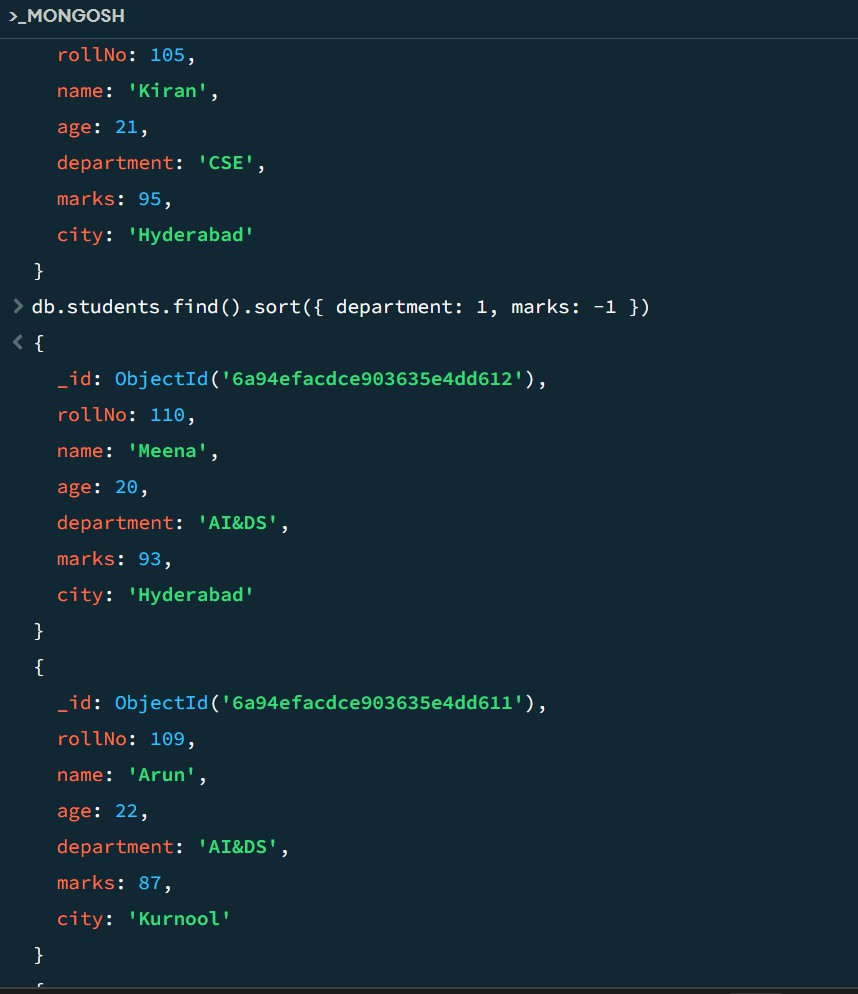 >_MONGOSH
rollNo: 105,
name: 'Kiran',
age: 21,
department: 'CSE',
marks: 95,
city: 'Hyderabad'
}
> db.students.find().sort({ department: 1, marks: -1 })
< {
_id: ObjectId('6a94efacdce903635e4dd612'),
rollNo: 110,
name: 'Meena',
age: 20,
department: 'AI&DS',
marks: 93,
city: 'Hyderabad'
}
{
_id: ObjectId('6a94efacdce903635e4dd611'),
rollNo: 109,
name: 'Arun',
age: 22,
department: 'AI&DS',
marks: 87,
city: 'Kurnool'
}